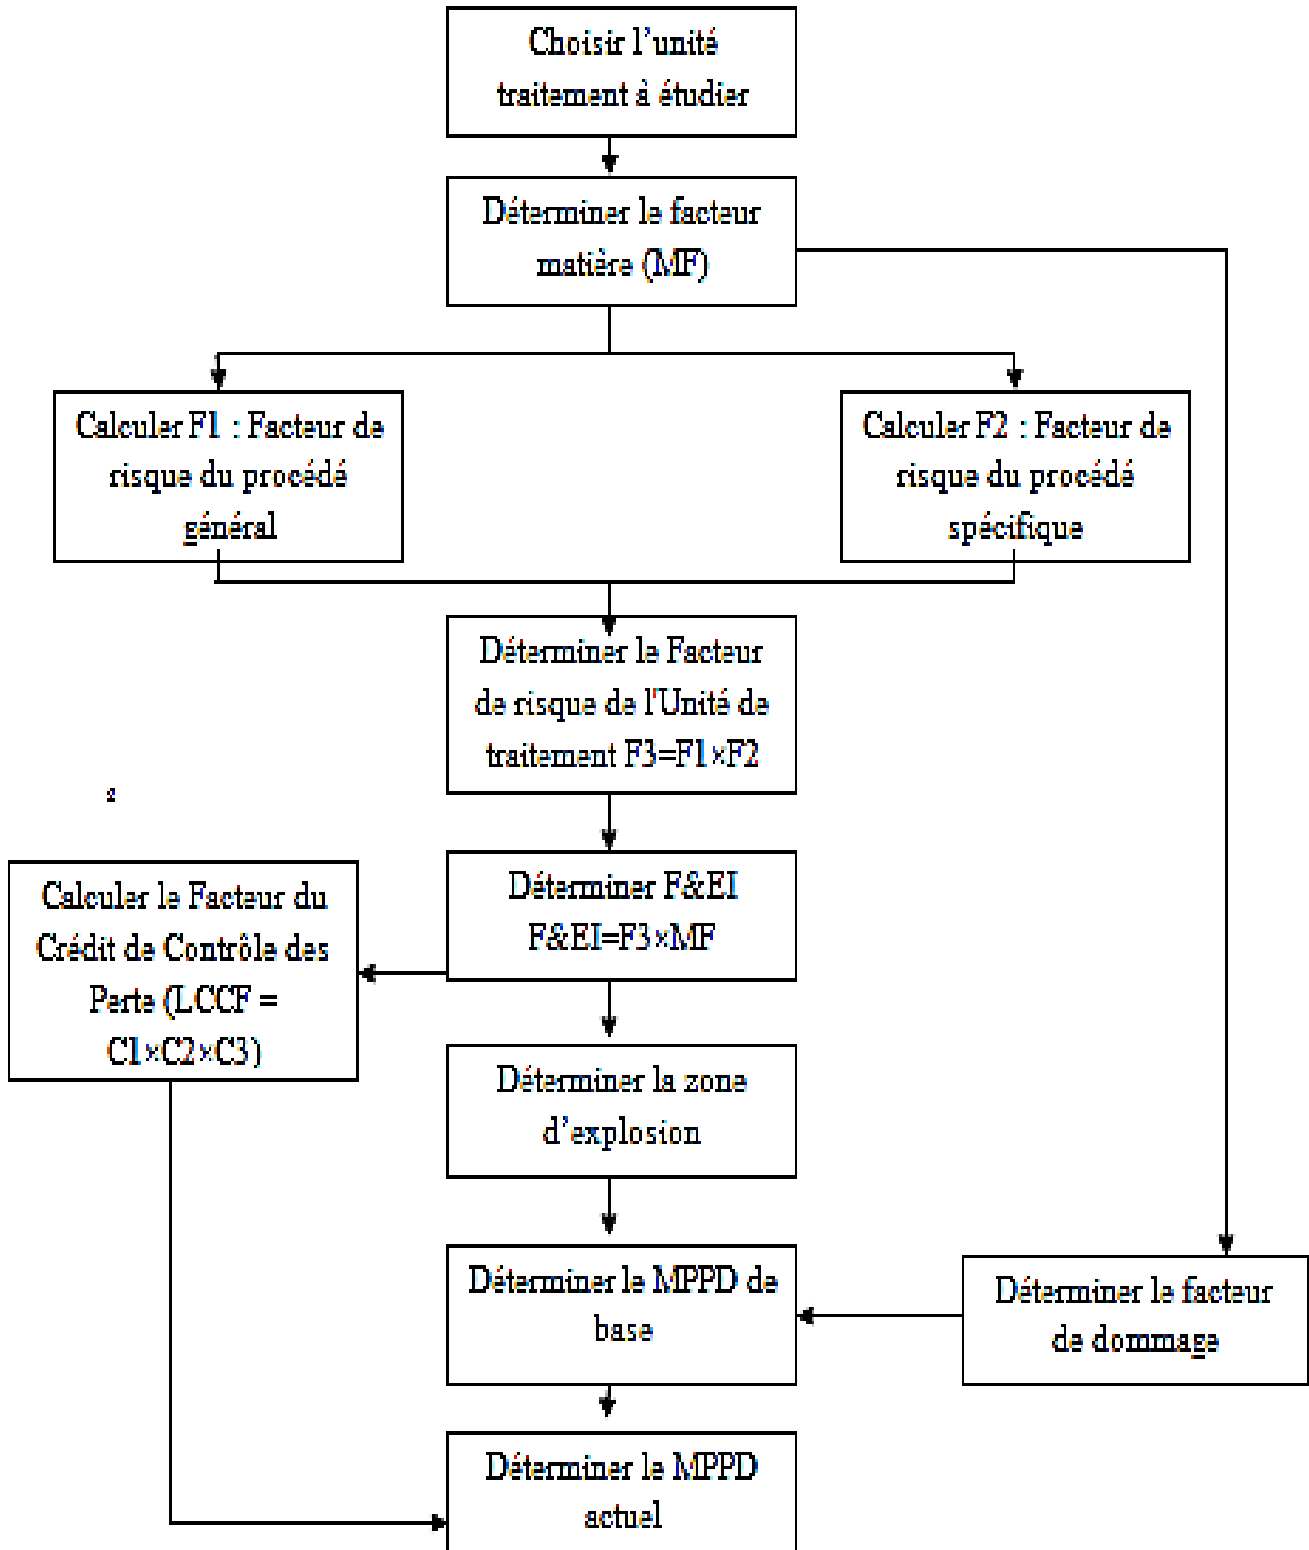 Choisir l’unité
traitement à étudier
Déterminer le facteur
matière (MF)
Calculer F1 : Facteur de
risque du procédé
général
Calculer F2 : Facteur de
risque du procédé
spécifique
Déterminer le Facteur
de risque de l'Unité de
traitement F3=F1×F2
Déterminer F&EI
F&EI=F3×MF
Calculer le Facteur du
Crédit de Contrôle des
Perte (LCCF =
C1×C2×C3)
Déterminer la zone
d’explosion
Déterminer le MPPD de
base
Déterminer le facteur
de dommage
Déterminer le MPPD
actuel